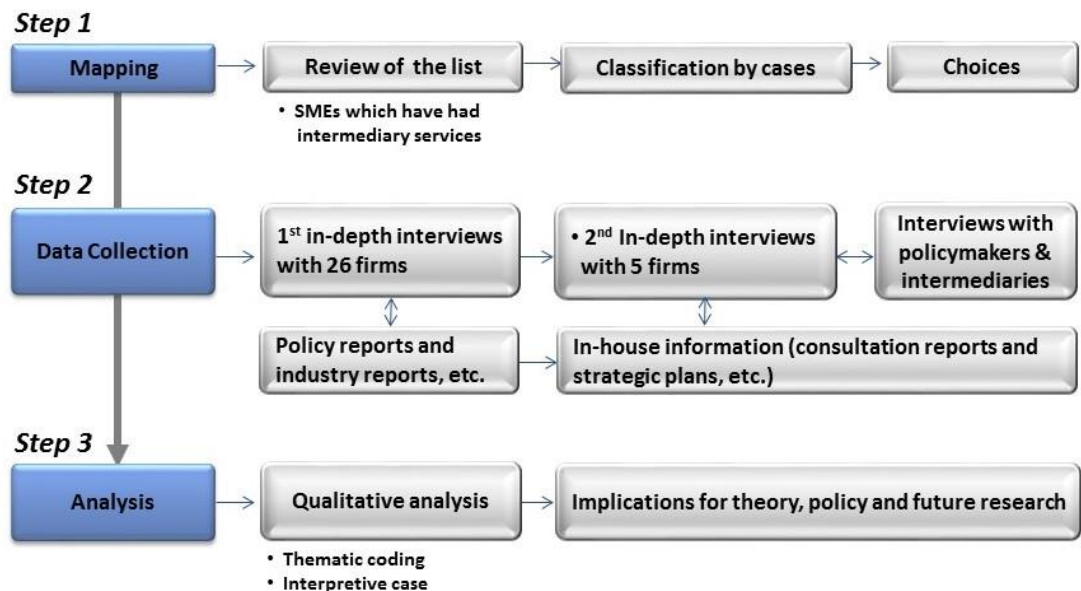 Step 1
Mapping
Review of the list
Classification by cases
Choices
• SMEs which have had
intermediary services
Step 2
Data Collection
1st in-depth interviews
with 26 firms
• 2nd In-depth interviews
with 5 firms
Interviews with
policymakers &
intermediaries
Policy reports and
industry reports, etc.
In-house information (consultation reports and
strategic plans, etc.)
Step 3
Analysis
Qualitative analysis
Implications for theory, policy and future research
• Thematic coding
• Interpretive case